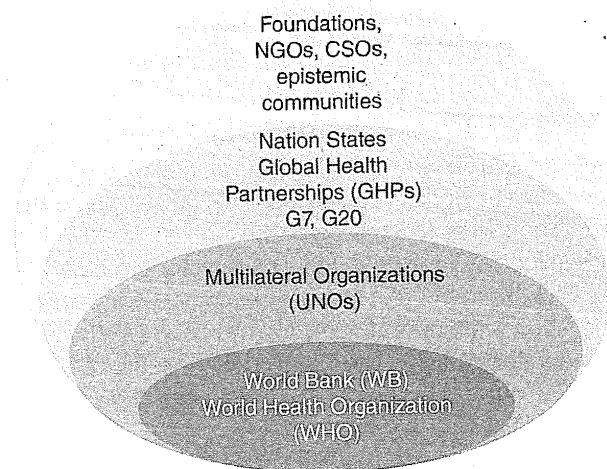 Foundations,
NGOs, CSOs,
epistemic
communities
Nation States
Global Health
Partnerships (GHPs)
G7, G20
Multilateral Organizations
(UNOs)
World Bank (WB)
World Health Organization
(WHO)